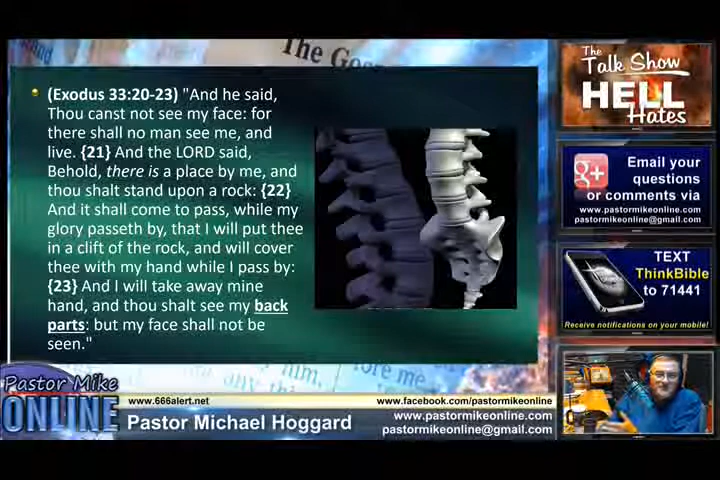 The Gos
(Exodus 33:20-23) "And he said,
Thou canst not see my face: for
there shall no man see me, and
live. {21} And the LORD said,
Behold, there is a place by me, and
thou shalt stand upon a rock: {22}
And it shall come to pass, while my
glory passeth by, that I will put thee
in a clift of the rock, and will cover
thee with my hand while I pass by:
{23} And I will take away mine
hand, and thou shalt see my back
parts: but my face shall not be
seen."
The
Talk Show
HELL
Hates
g+
Email your
questions
or comments via
www.pastormikeonline.com
pastormike@gmail.com
TEXT
ThinkBible
to 71441
Receive notifications on your mobile!
Pastor Mike
ONLINE
www.666alert.net
www.facebook.com/pastormikeonline
Pastor Michael Hoggard
www.pastormikeonline.com
pastormikeonline@gmail.com